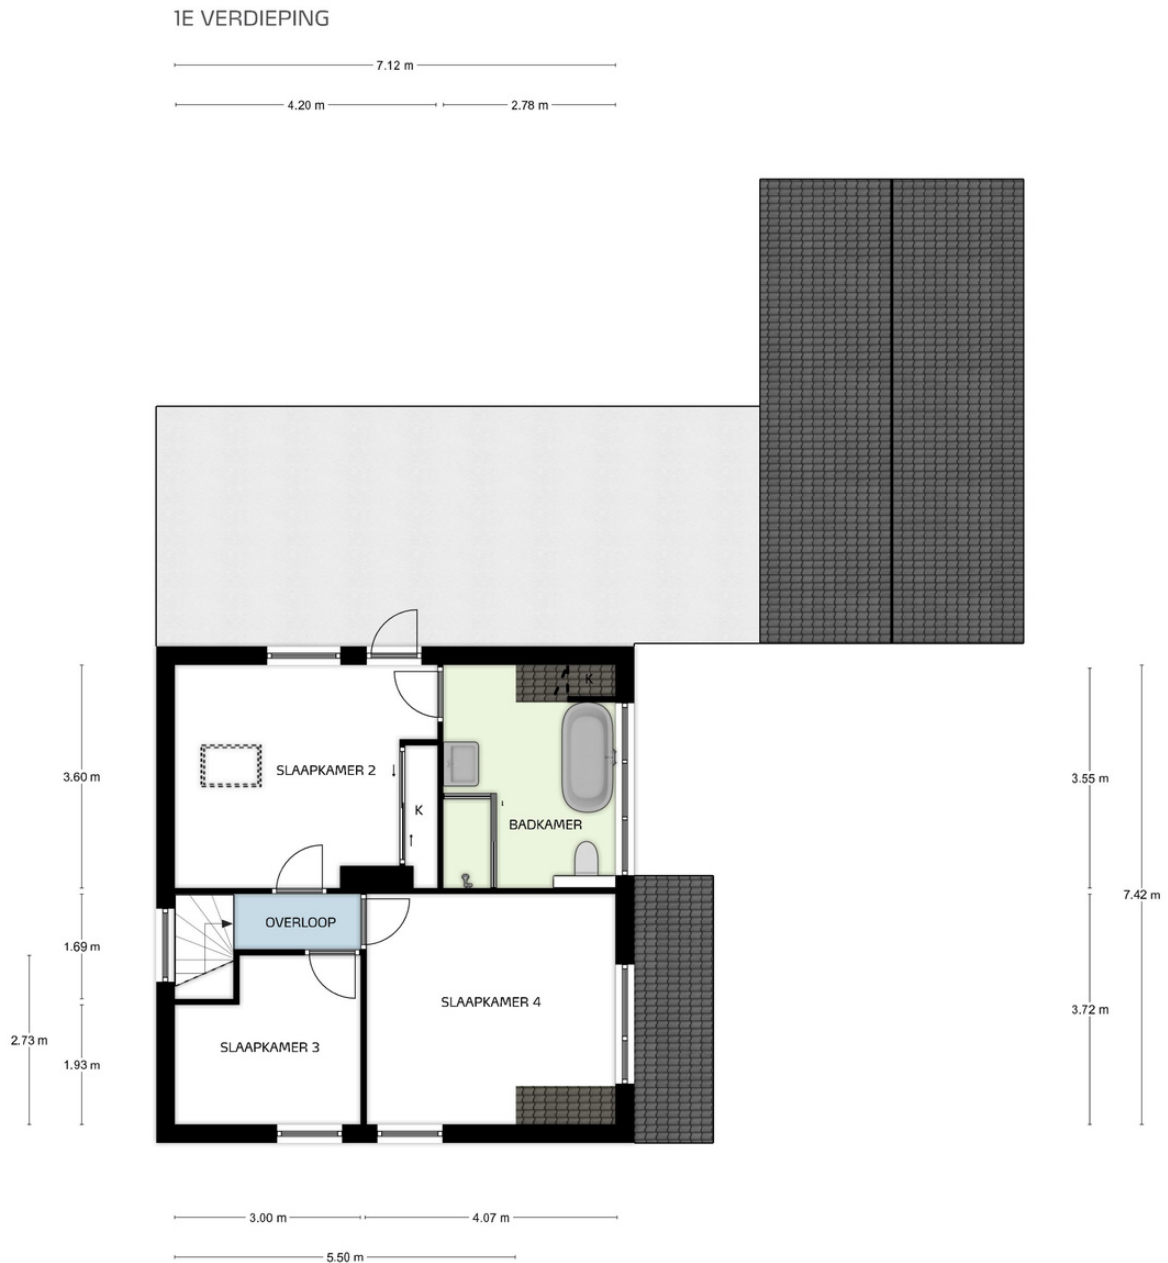 1E VERDIEPING
7.12 m
4.20 m
2.78 m
K
3.60 m
SLAAPKAMER 2
3.55 m
K
BADKAMER
7.42 m
OVERLOOP
1.69 m
SLAAPKAMER 4
3.72 m
2.73 m
SLAAPKAMER 3
1.93 m
3.00 m
4.07 m
5.50 m